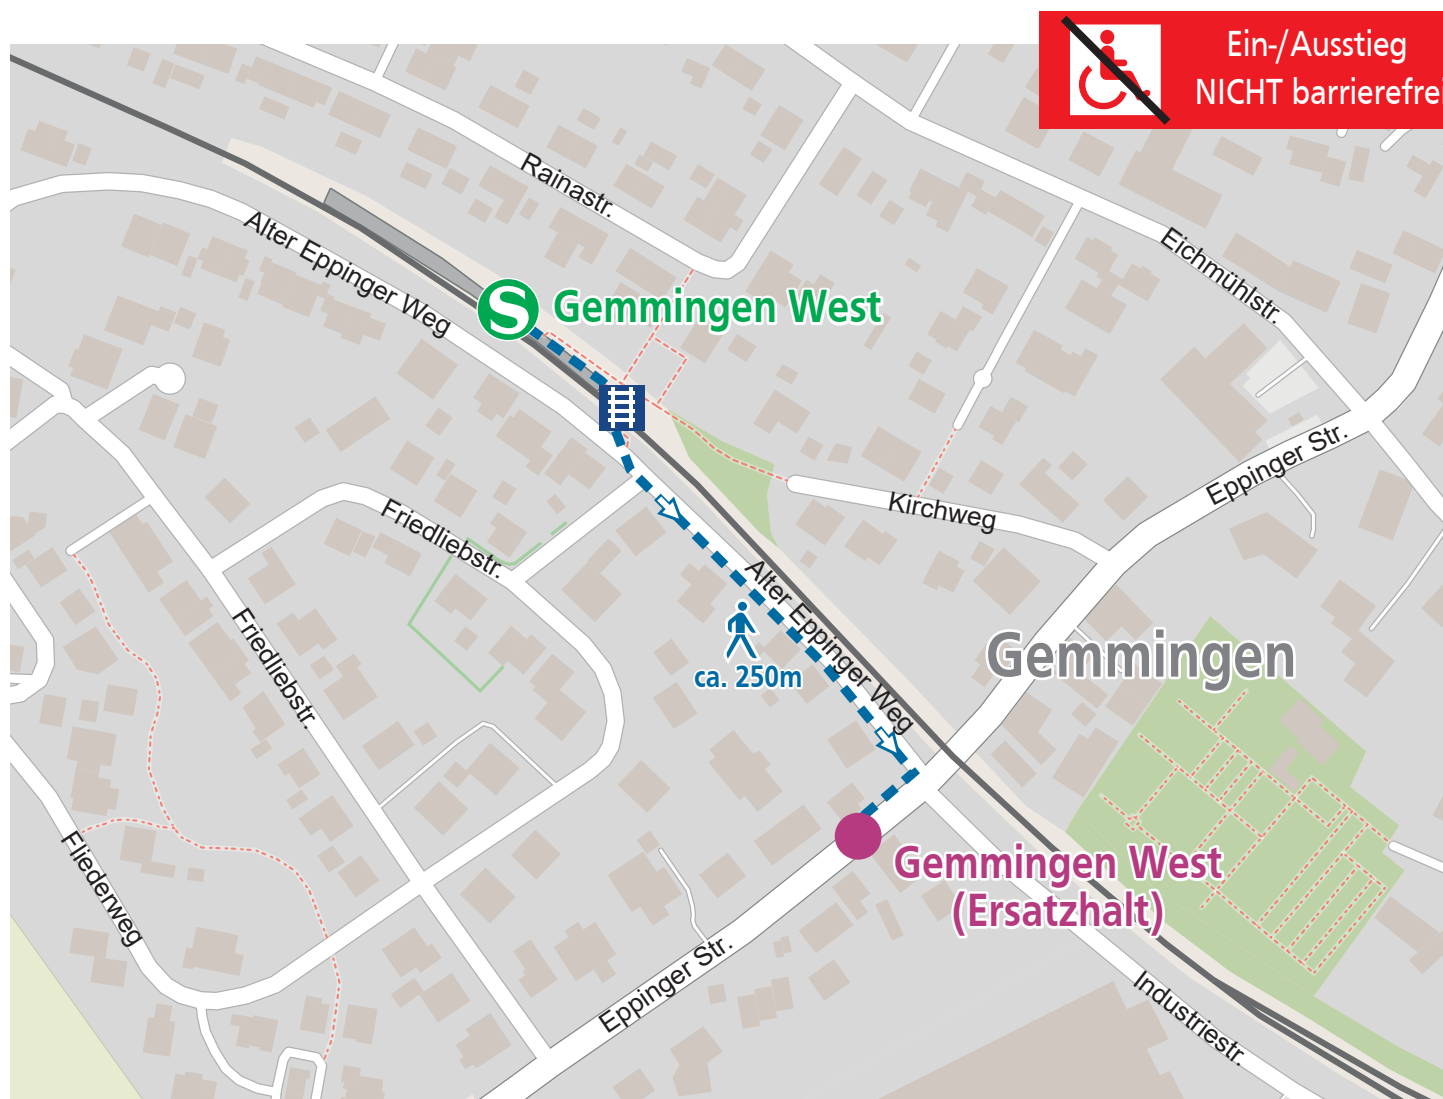 Ein-/Ausstieg
NICHT barrierefrei
Rainastr.
Alter Eppinger Weg
Eichmühlstr.
S Gemmingen West
Eppinger Str.
Kirchweg
Friedliebstr.
Alter Eppinger Weg
Friedliebstr.
Gemmingen
ca. 250m
Fliederweg
Gemmingen West
(Ersatzhalt)
Eppinger Str.
Industriestr.